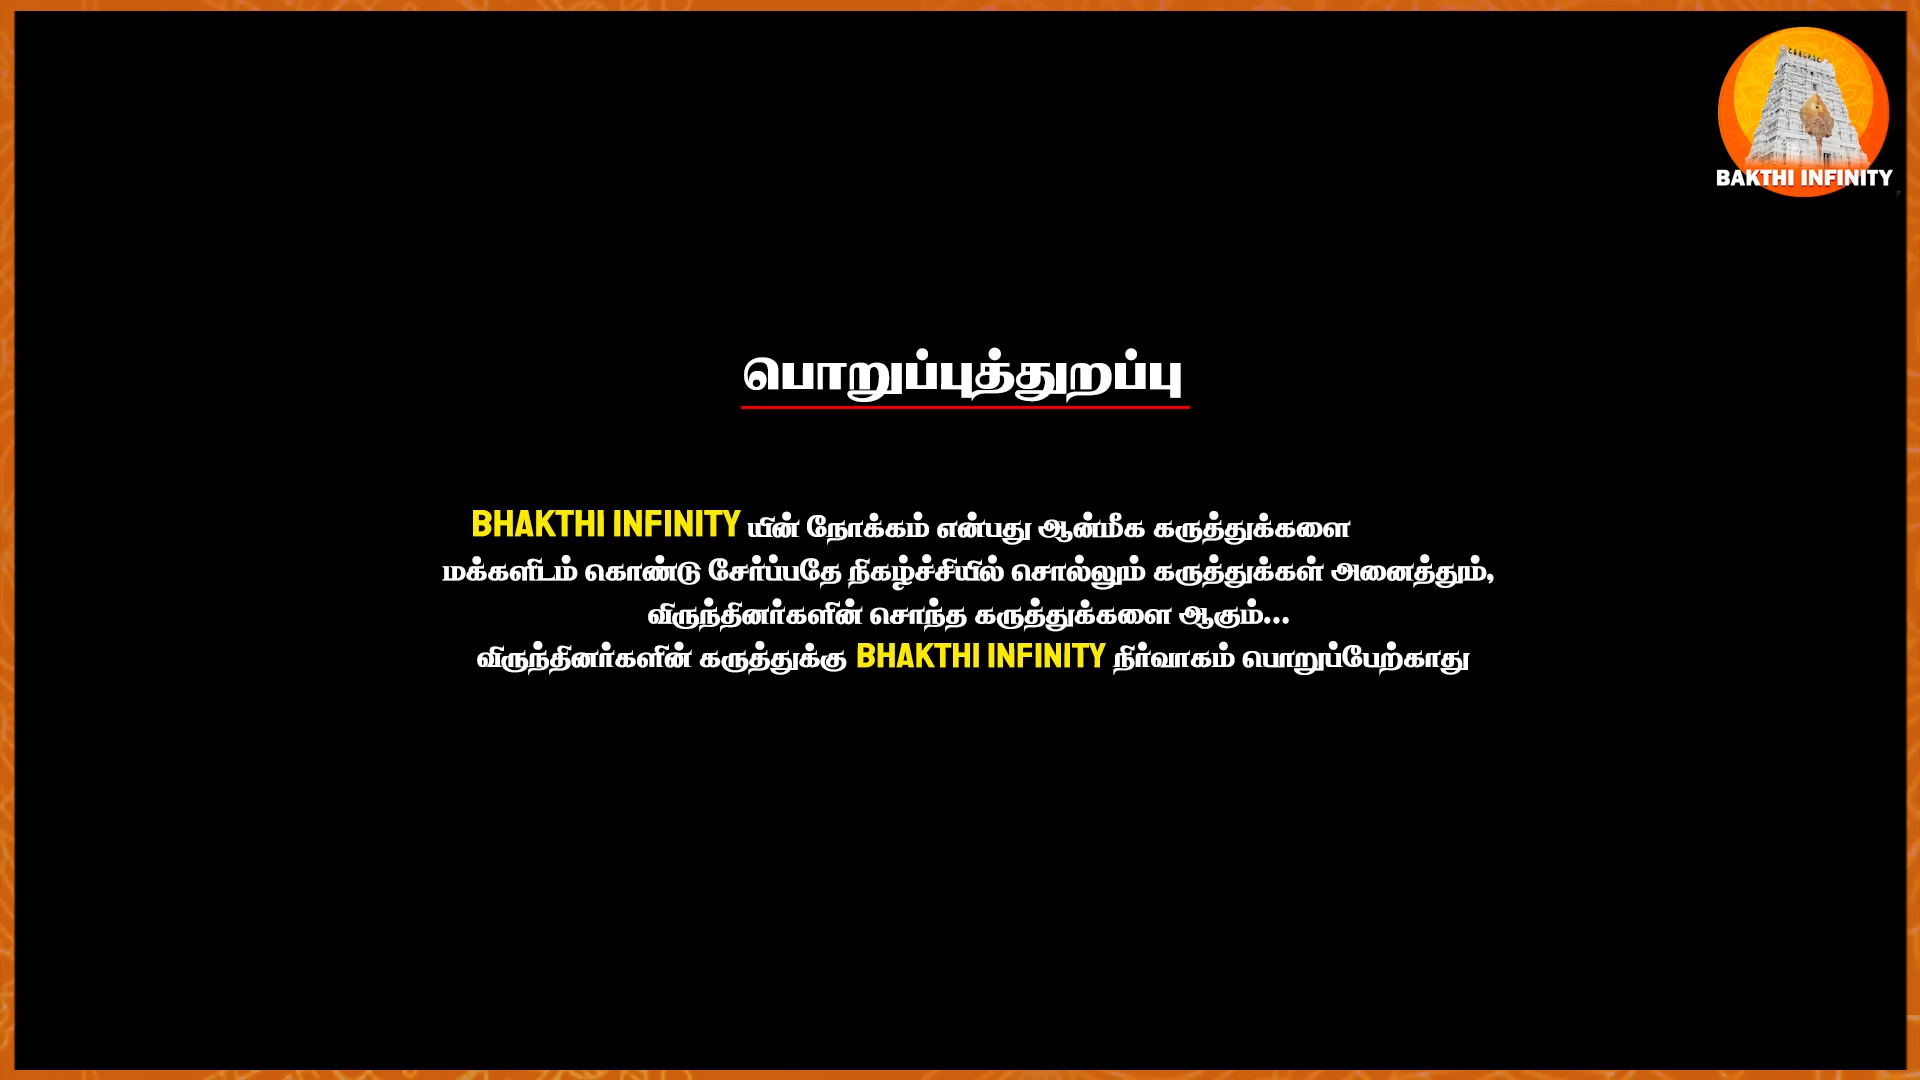 BAKTHI INFINITY
பொறுப்புத்துறப்பு
BHAKTHI INFINITY யின் நோக்கம் என்பது ஆன்மீக கருத்துக்களை
மக்களிடம் கொண்டு சேர்ப்பதே நிகழ்ச்சியில் சொல்லும் கருத்துக்கள் அனைத்தும்,
விருந்தினர்களின் சொந்த கருத்துக்களை ஆகும்...
விருந்தினர்களின் கருத்துக்கு BHAKTHI INFINITY நிர்வாகம் பொறுப்பேற்காது